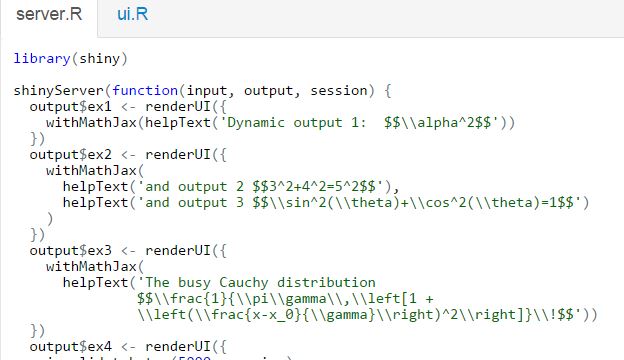 server.R ui.R
library(shiny)
shinyServer(function(input, output, session) {
output$ex1 <- renderUI({
withMathJax(helpText('Dynamic output 1:  $$\\alpha^2$$'))
})
output$ex2 <- renderUI({
withMathJax(
helpText('and output 2 $$3^2+4^2=5^2$$'),
helpText('and output 3 $$\\sin^2(\\theta)+\\cos^2(\\theta)=1$$')
)
})
output$ex3 <- renderUI({
withMathJax(
helpText('The busy Cauchy distribution
$$\\frac{1}{\\pi\\gamma\\,\\left[1 +
\\left(\\frac{x-x_0}{\\gamma}\\right)^2\\right]}\\!$$'))
})
output$ex4 <- renderUI({